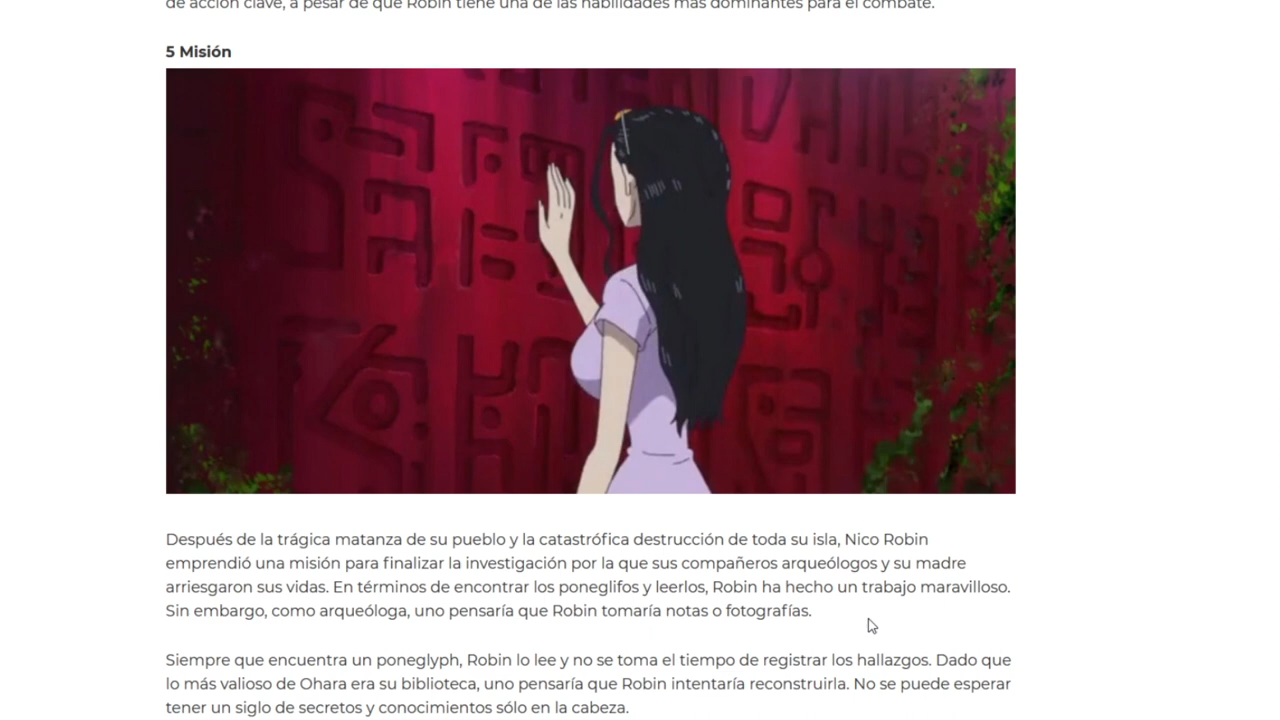 de acción clave, a pesar de que Robin tiene una de las habilidades más dominantes para el combate.
5 Misión
Después de la trágica matanza de su pueblo y la catastrófica destrucción de toda su isla, Nico Robin
emprendió una misión para finalizar la investigación por la que sus compañeros arqueólogos y su madre
arriesgaron sus vidas. En términos de encontrar los poneglifos y leerlos, Robin ha hecho un trabajo maravilloso.
Sin embargo, como arqueóloga, uno pensaría que Robin tomaría notas o fotografías.
Siempre que encuentra un poneglyph, Robin lo lee y no se toma el tiempo de registrar los hallazgos. Dado que
lo más valioso de Ohara era su biblioteca, uno pensaría que Robin intentaría reconstruirla. No se puede esperar
tener un siglo de secretos y conocimientos sólo en la cabeza.